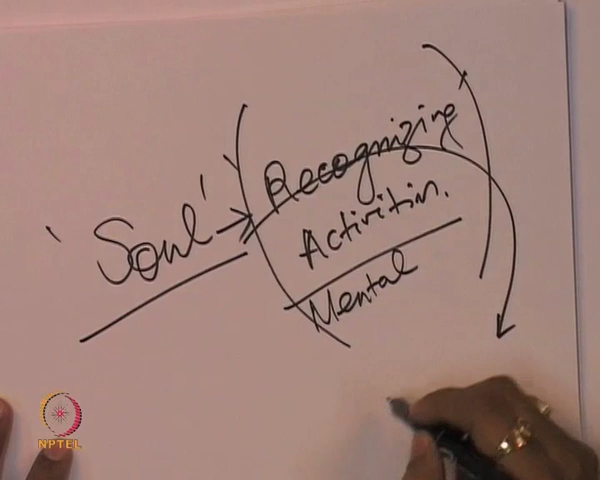 'Soul' → Recognizing
Activities.
Mental
NPTEL